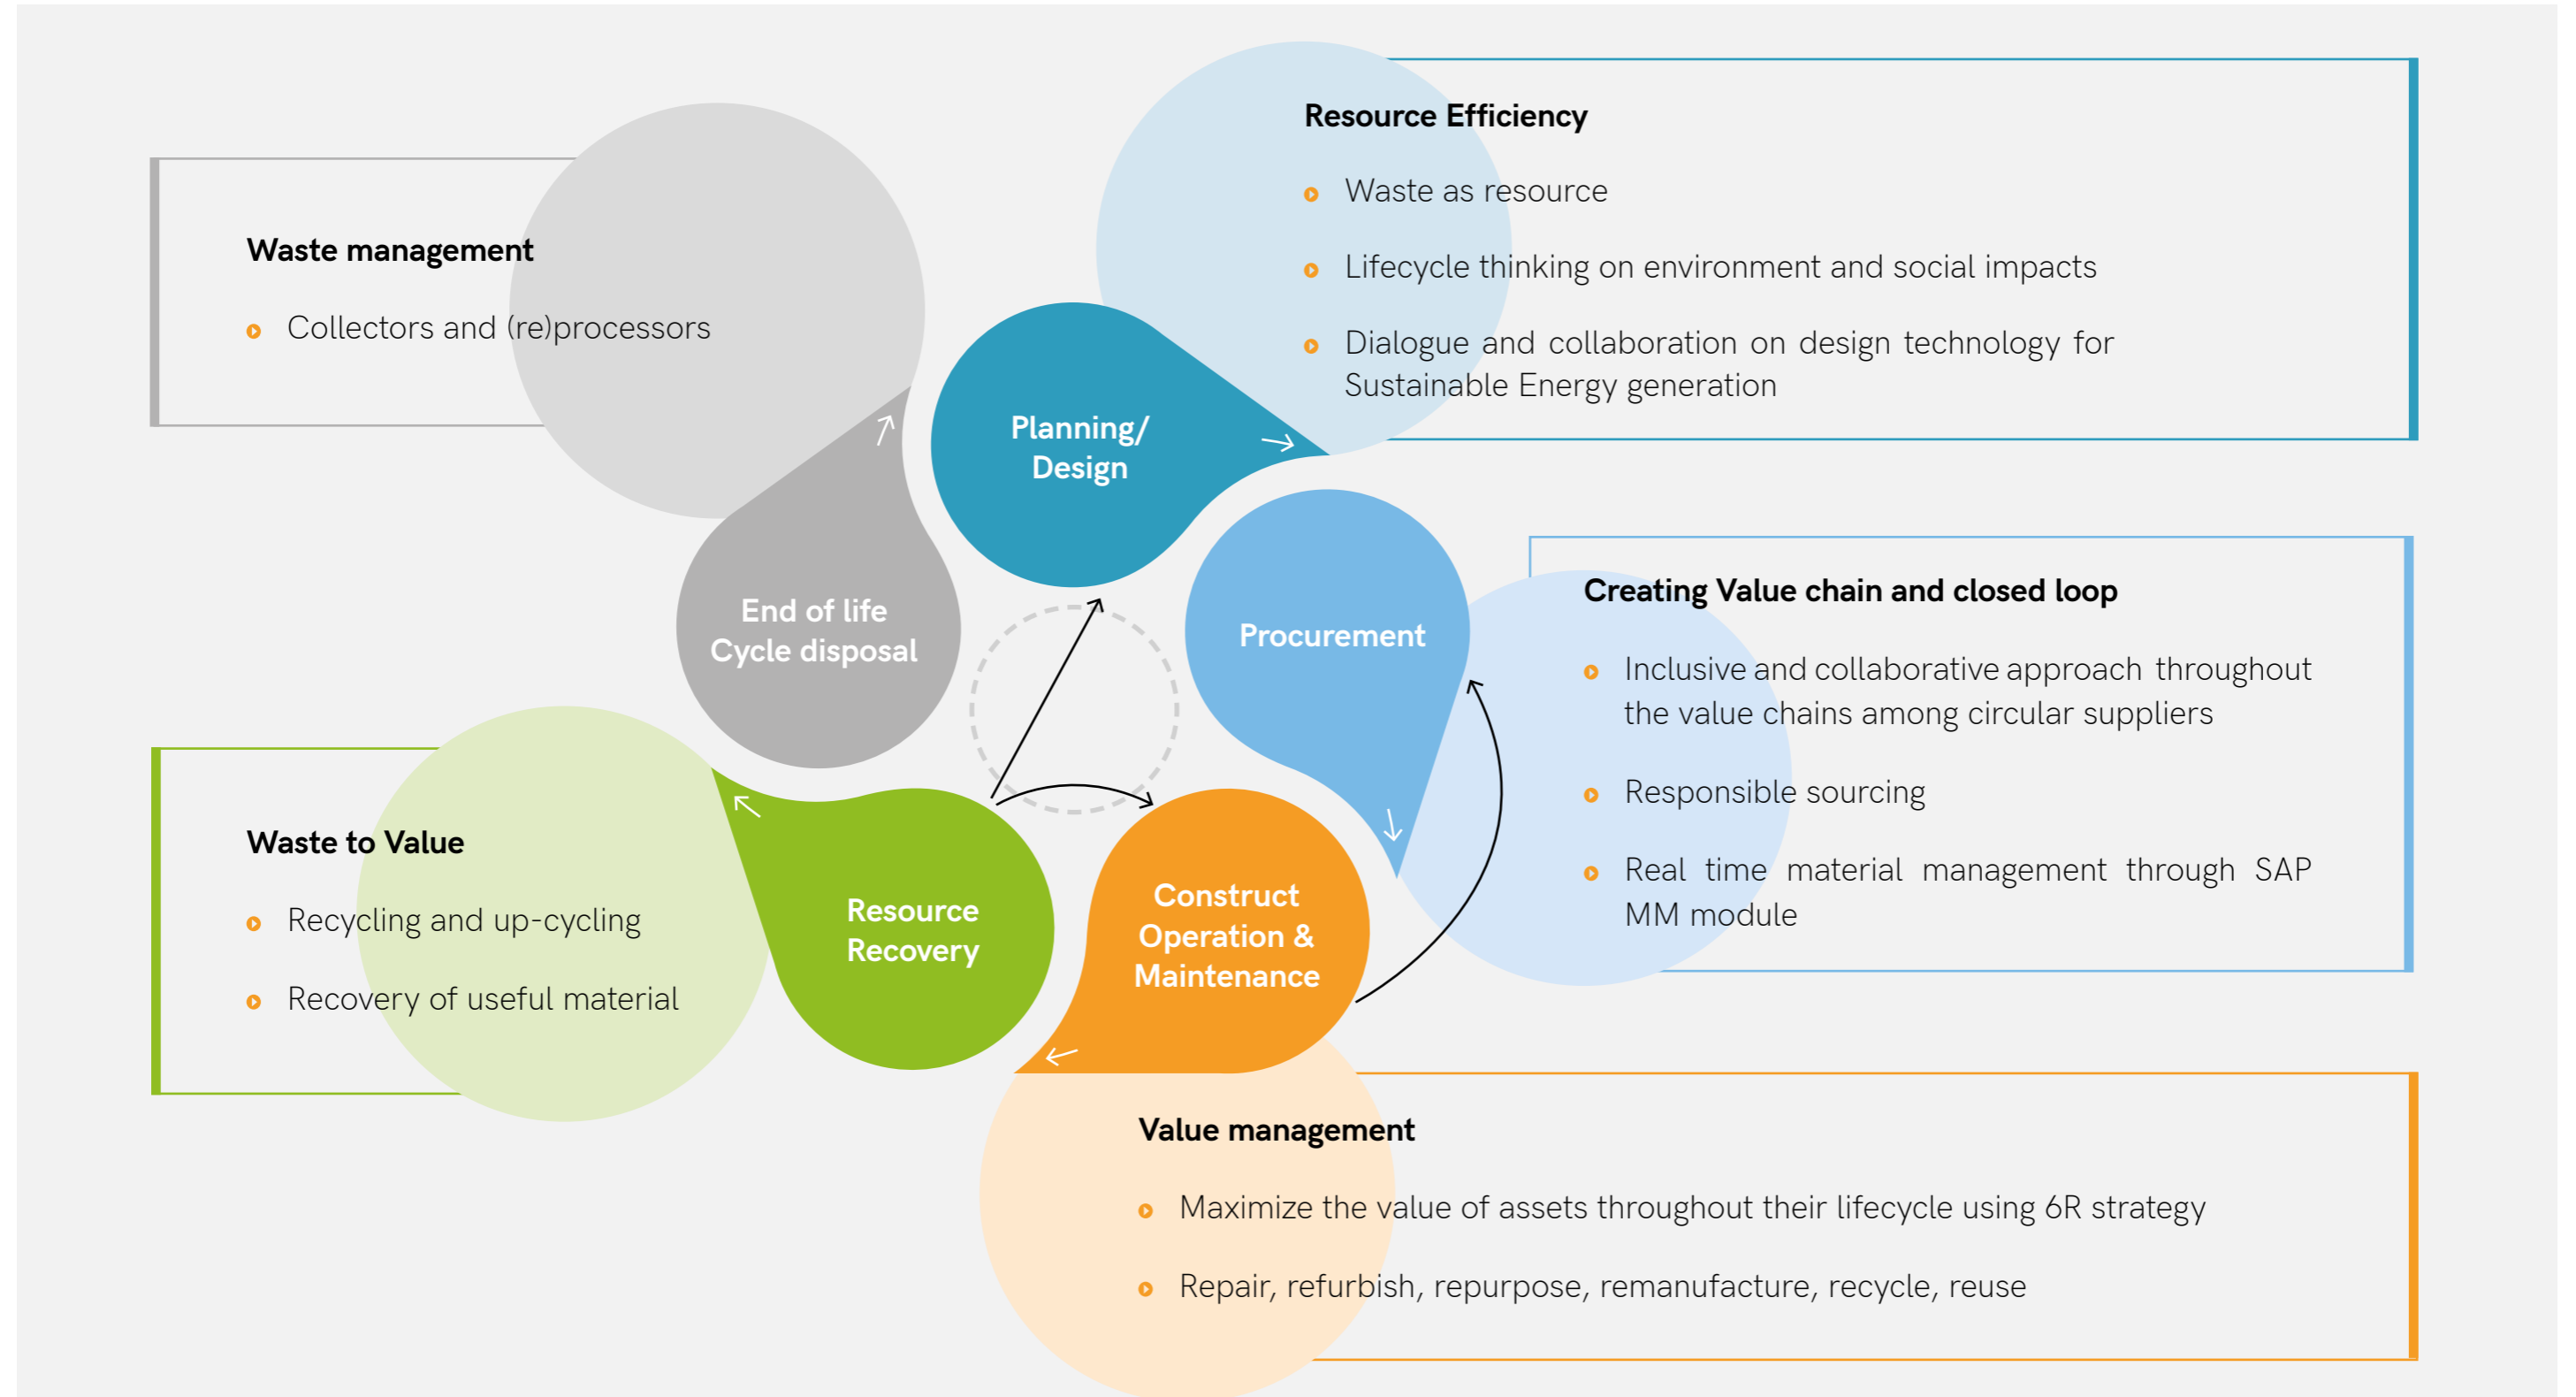 Resource Efficiency
Waste as resource
Lifecycle thinking on environment and social impacts
Dialogue and collaboration on design technology for
Sustainable Energy generation
Waste management
Collectors and (re)processors
Planning/
Design
End of life
Cycle disposal
Procurement
Creating Value chain and closed loop
Inclusive and collaborative approach throughout
the value chains among circular suppliers
Responsible sourcing
Real time material management through SAP
MM module
Waste to Value
Recycling and up-cycling
Recovery of useful material
Resource
Recovery
Construct
Operation &
Maintenance
Value management
Maximize the value of assets throughout their lifecycle using 6R strategy
Repair, refurbish, repurpose, remanufacture, recycle, reuse